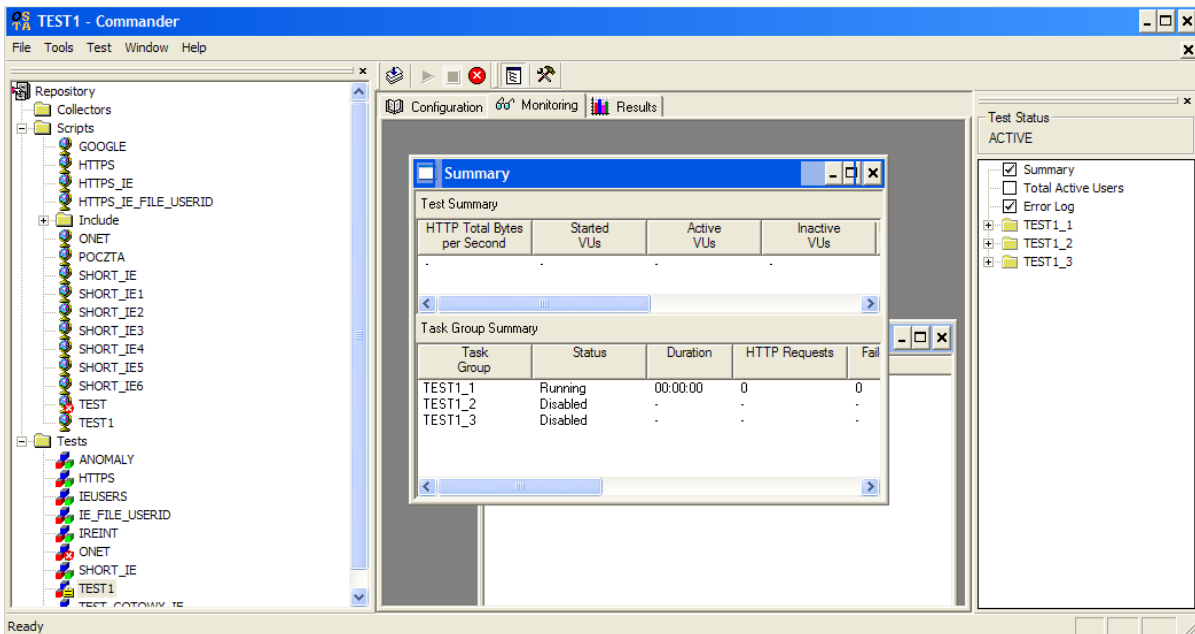 OSTA TEST1 - Commander
File Tools Test Window Help
Repository
Collectors
Scripts
GOOGLE
HTTPS
HTTPS_IE
HTTPS_IE_FILE_USERID
Include
ONET
POCZTA
SHORT_IE
SHORT_IE1
SHORT_IE2
SHORT_IE3
SHORT_IE4
SHORT_IE5
SHORT_IE6
TEST
TEST1
Tests
ANOMALY
HTTPS
IEUSERS
IE_FILE_USERID
IREINT
ONET
SHORT_IE
TEST1
TEST_GOTOWY_IE
Configuration Monitoring Results
Summary
Test Summary
HTTP Total Bytes per Second Started VUs Active VUs Inactive VUs
- - - -
Task Group Summary
Task Group Status Duration HTTP Requests Fail
TEST1_1 Running 00:00:00 0 0
TEST1_2 Disabled - - -
TEST1_3 Disabled - - -
Test Status
ACTIVE
Summary
Total Active Users
Error Log
TEST1_1
TEST1_2
TEST1_3
Ready